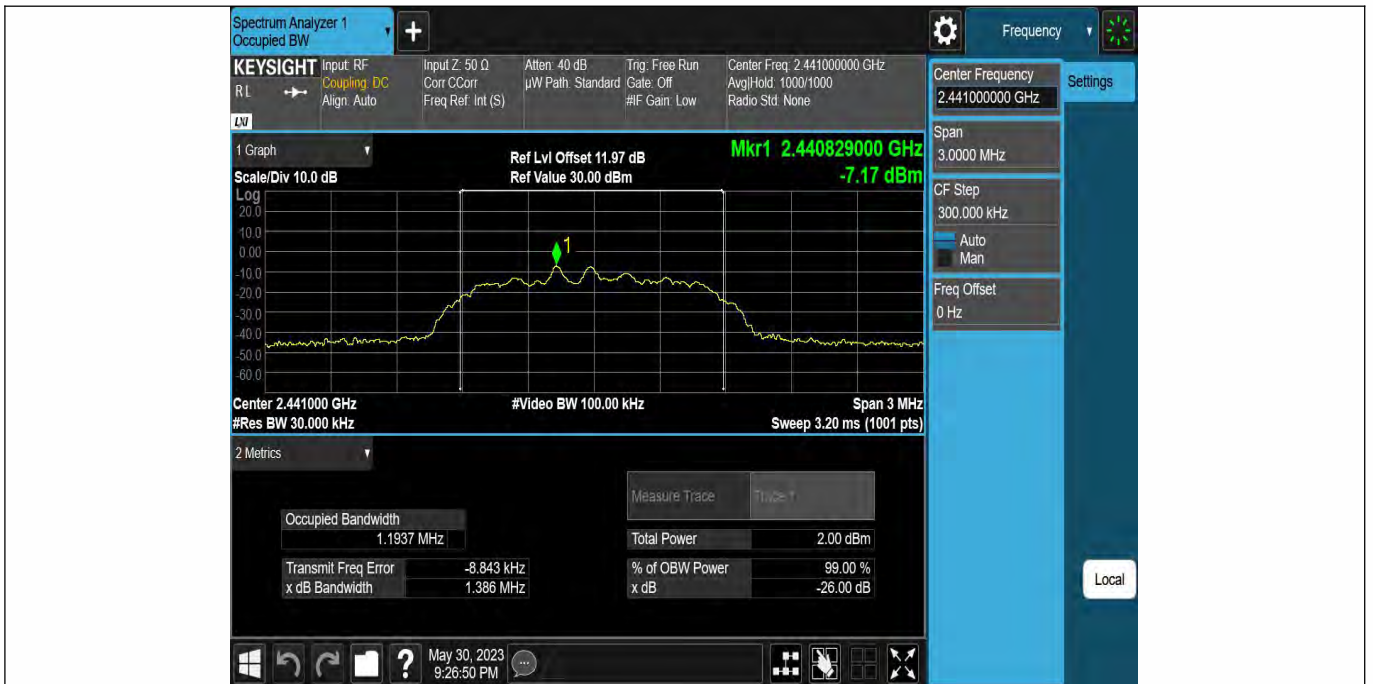 Spectrum Analyzer 1
Occupied BW
Frequency
KEYSIGHT
RL
LXI
Input: RF
Coupling: DC
Align: Auto
Input Z: 50 Ω
Corr CCorr
Freq Ref: Int (S)
Atten: 40 dB
µW Path: Standard
Trig: Free Run
Gate: Off
#IF Gain: Low
Center Freq: 2.441000000 GHz
Avg|Hold: 1000/1000
Radio Std: None
Center Frequency
2.441000000 GHz
Settings
Span
3.0000 MHz
CF Step
300.000 kHz
Auto
Man
Freq Offset
0 Hz
Local
1 Graph
Scale/Div 10.0 dB
Ref Lvl Offset 11.97 dB
Ref Value 30.00 dBm
Mkr1 2.440829000 GHz
-7.17 dBm
Log
20.0
10.0
0.00
-10.0
-20.0
-30.0
-40.0
-50.0
-60.0
1
Center 2.441000 GHz
#Res BW 30.000 kHz
#Video BW 100.00 kHz
Span 3 MHz
Sweep 3.20 ms (1001 pts)
2 Metrics
Measure Trace Trace 1
Occupied Bandwidth
1.1937 MHz
Total Power 2.00 dBm
Transmit Freq Error -8.843 kHz
% of OBW Power 99.00 %
x dB Bandwidth 1.386 MHz
x dB -26.00 dB
May 30, 2023
9:26:50 PM